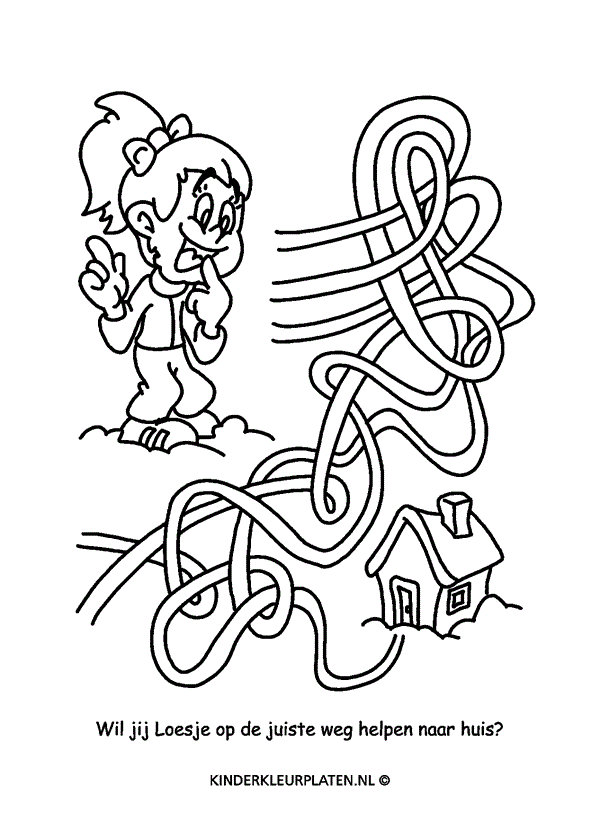 Wil jij Loesje op de juiste weg helpen naar huis?
KINDERKLEURPLATEN.NL ©